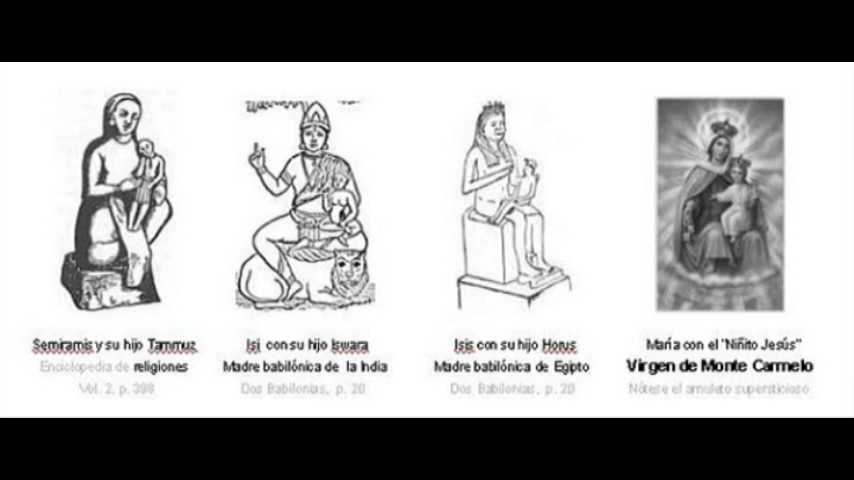 Semiramis y su hijo Tammuz
Enciclopedia de religiones
Vol. 2, p. 398
Isi con su hijo Iswara
Madre babilónica de la India
Dos Babilonias, p. 20.
Isis con su hijo Horus
Madre babilónica de Egipto
Dos Babilonias, p. 20
María con el "Niñito Jesús"
Virgen de Monte Carmelo
Nótese el amuleto supersticioso